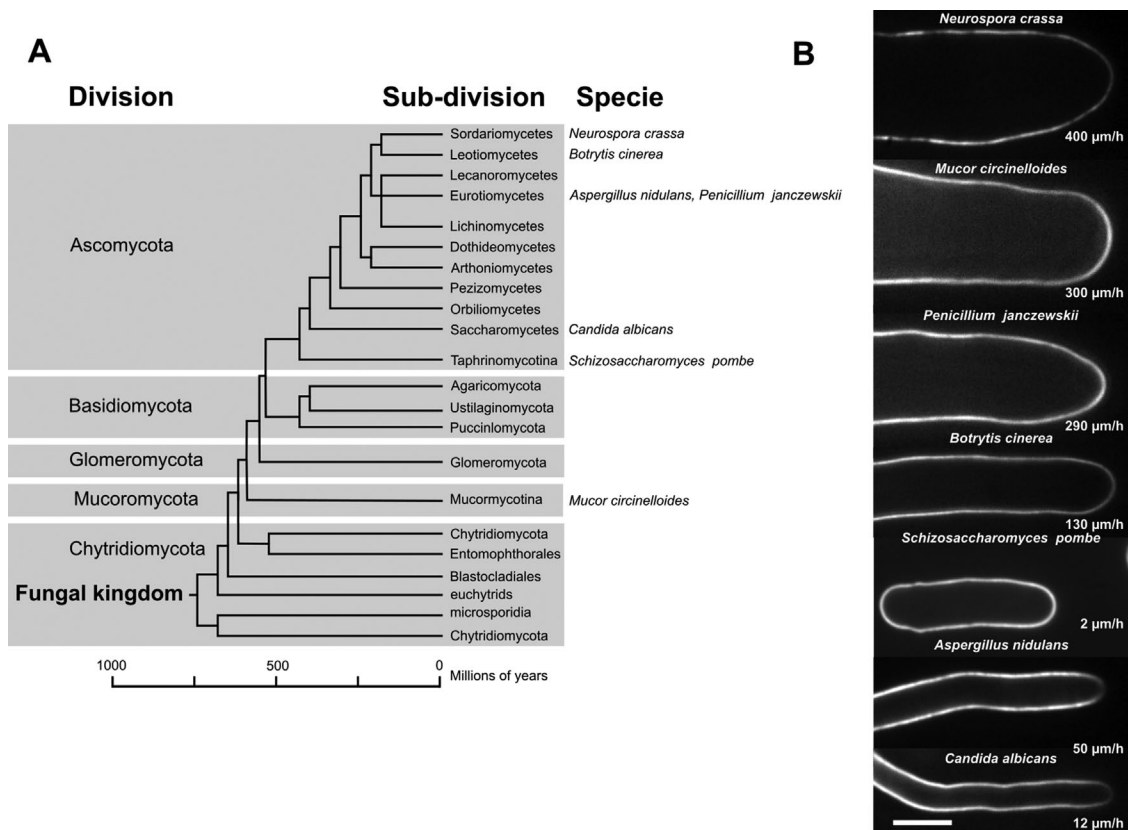 A
Division Sub-division Specie
Sordariomycetes Neurospora crassa
Leotiomycetes Botrytis cinerea
Lecanoromycetes
Eurotiomycetes Aspergillus nidulans, Penicillium janczewskii
Lichinomycetes
Ascomycota
Dothideomycetes
Arthoniomycetes
Pezizomycetes
Orbiliomycetes
Saccharomycetes Candida albicans
Taphrinomycotina Schizosaccharomyces pombe
Agaricomycota
Basidiomycota
Ustilaginomycota
Puccinlomycota
Glomeromycota Glomeromycota
Mucoromycota Mucormycotina Mucor circinelloides
Chytridiomycota
Chytridiomycota
Entomophthorales
Blastocladiales
Fungal kingdom
euchytrids
microsporidia
Chytridiomycota
1000 500 0 Millions of years
B
Neurospora crassa
400 µm/h
Mucor circinelloides
300 µm/h
Penicillium janczewskii
290 µm/h
Botrytis cinerea
130 µm/h
Schizosaccharomyces pombe
2 µm/h
Aspergillus nidulans
50 µm/h
Candida albicans
12 µm/h